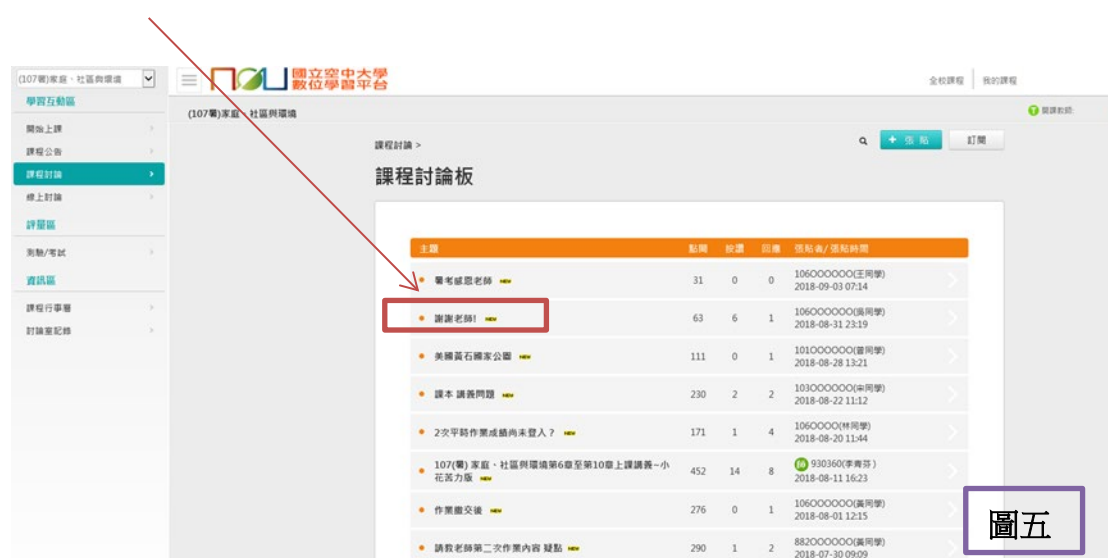 (107暑)家庭、社區與環境
國立空中大學
數位學習平台
全校課程 我的課程
學習互動區
(107暑)家庭、社區與環境
開課教師:
開始上課
課程公告
課程討論
線上討論
評量區
測驗/考試
資訊區
課程行事曆
討論室記錄
課程討論 >
+ 張 貼
訂閱
課程討論板
主題 點閱 按讚 回應 張貼者/張貼時間
暑考感恩老師 NEW 31 0 0 106OOOOOO(王同學)
2018-09-03 07:14
謝謝老師! NEW 63 6 1 106OOOOOO(吳同學)
2018-08-31 23:19
美國黃石國家公園 NEW 111 0 1 101OOOOOO(曾同學)
2018-08-28 13:21
課本 講義問題 NEW 230 2 2 103OOOOOO(宋同學)
2018-08-22 11:12
2次平時作業成績尚未登入？ NEW 171 1 4 106OOOO(林同學)
2018-08-20 11:44
107(暑) 家庭、社區與環境第6章至第10章上課講義~小
花苦力版 NEW 452 14 8 師 930360(李青芬)
2018-08-11 16:23
作業繳交後 NEW 276 0 1 106OOOOOO(黃同學)
2018-08-01 12:15
請教老師第二次作業內容 疑點 NEW 290 1 2 882OOOOOO(黃同學)
2018-07-30 09:09
圖五